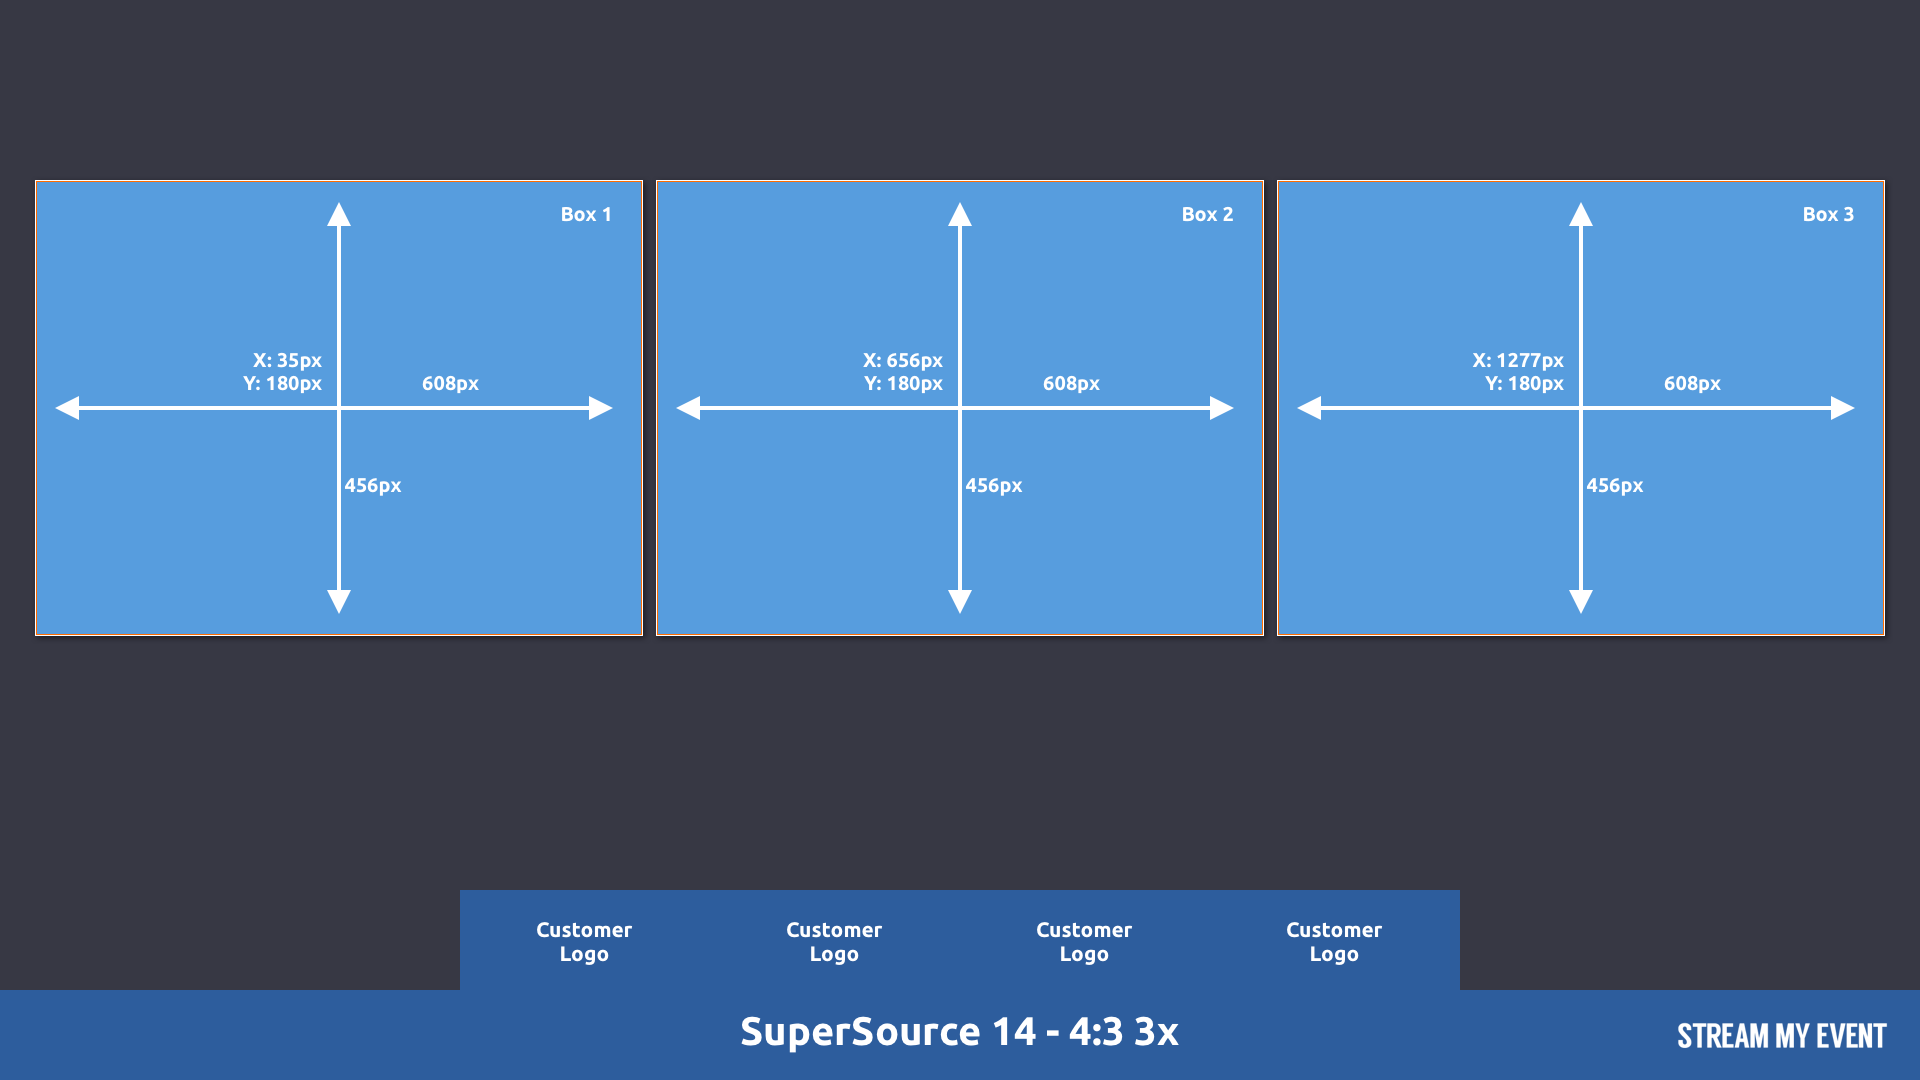 Box 1
X: 35px
Y: 180px
608px
456px
Box 2
X: 656px
Y: 180px
608px
456px
Box 3
X: 1277px
Y: 180px
608px
456px
Customer
Logo
Customer
Logo
Customer
Logo
Customer
Logo
SuperSource 14 - 4:3 3x
STREAM MY EVENT